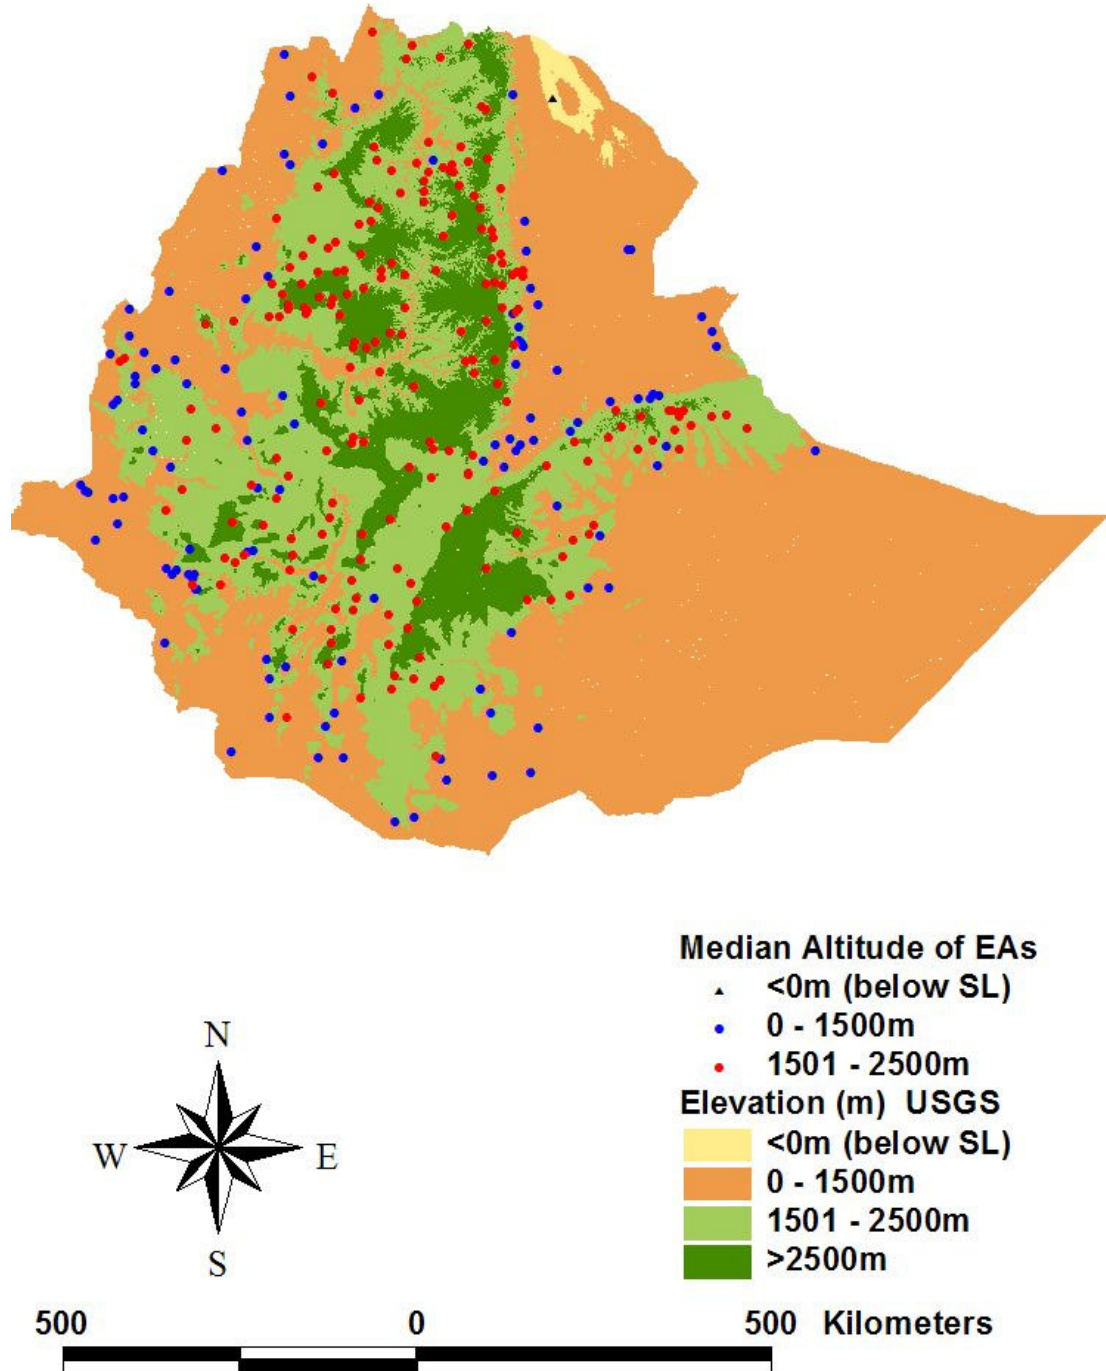 Median Altitude of EAs
<0m (below SL)
0 - 1500m
1501 - 2500m
Elevation (m) USGS
<0m (below SL)
0 - 1500m
1501 - 2500m
>2500m
N
W E
S
500 0 500 Kilometers